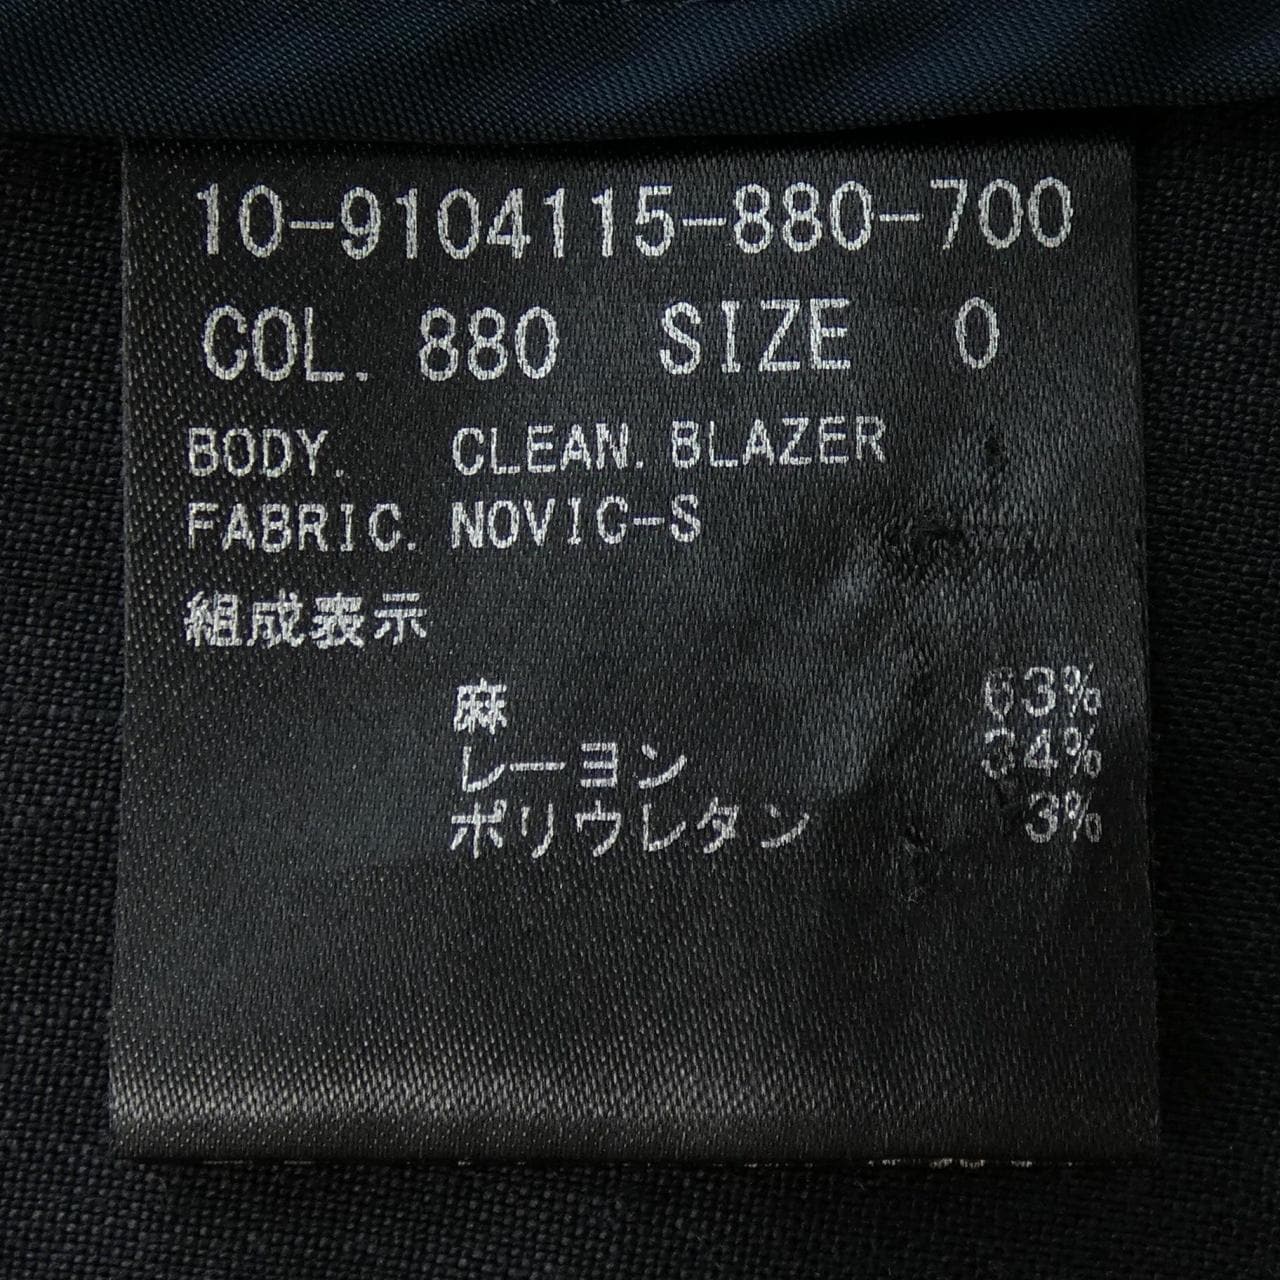 10-9104115-880-700
COL. 880 SIZE 0
BODY. CLEAN. BLAZER
FABRIC. NOVIC-S
組成表示
麻 63%
レーヨン 34%
ポリウレタン 3%